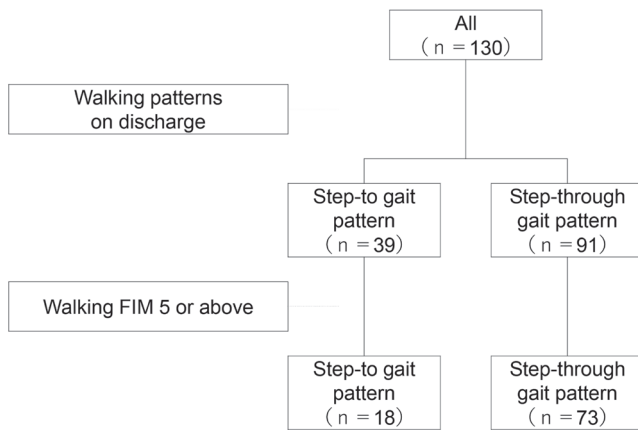 All
( n = 130)
Walking patterns
on discharge
Step-to gait
pattern
( n = 39)
Step-through
gait pattern
( n = 91)
Walking FIM 5 or above
Step-to gait
pattern
( n = 18)
Step-through
gait pattern
( n = 73)